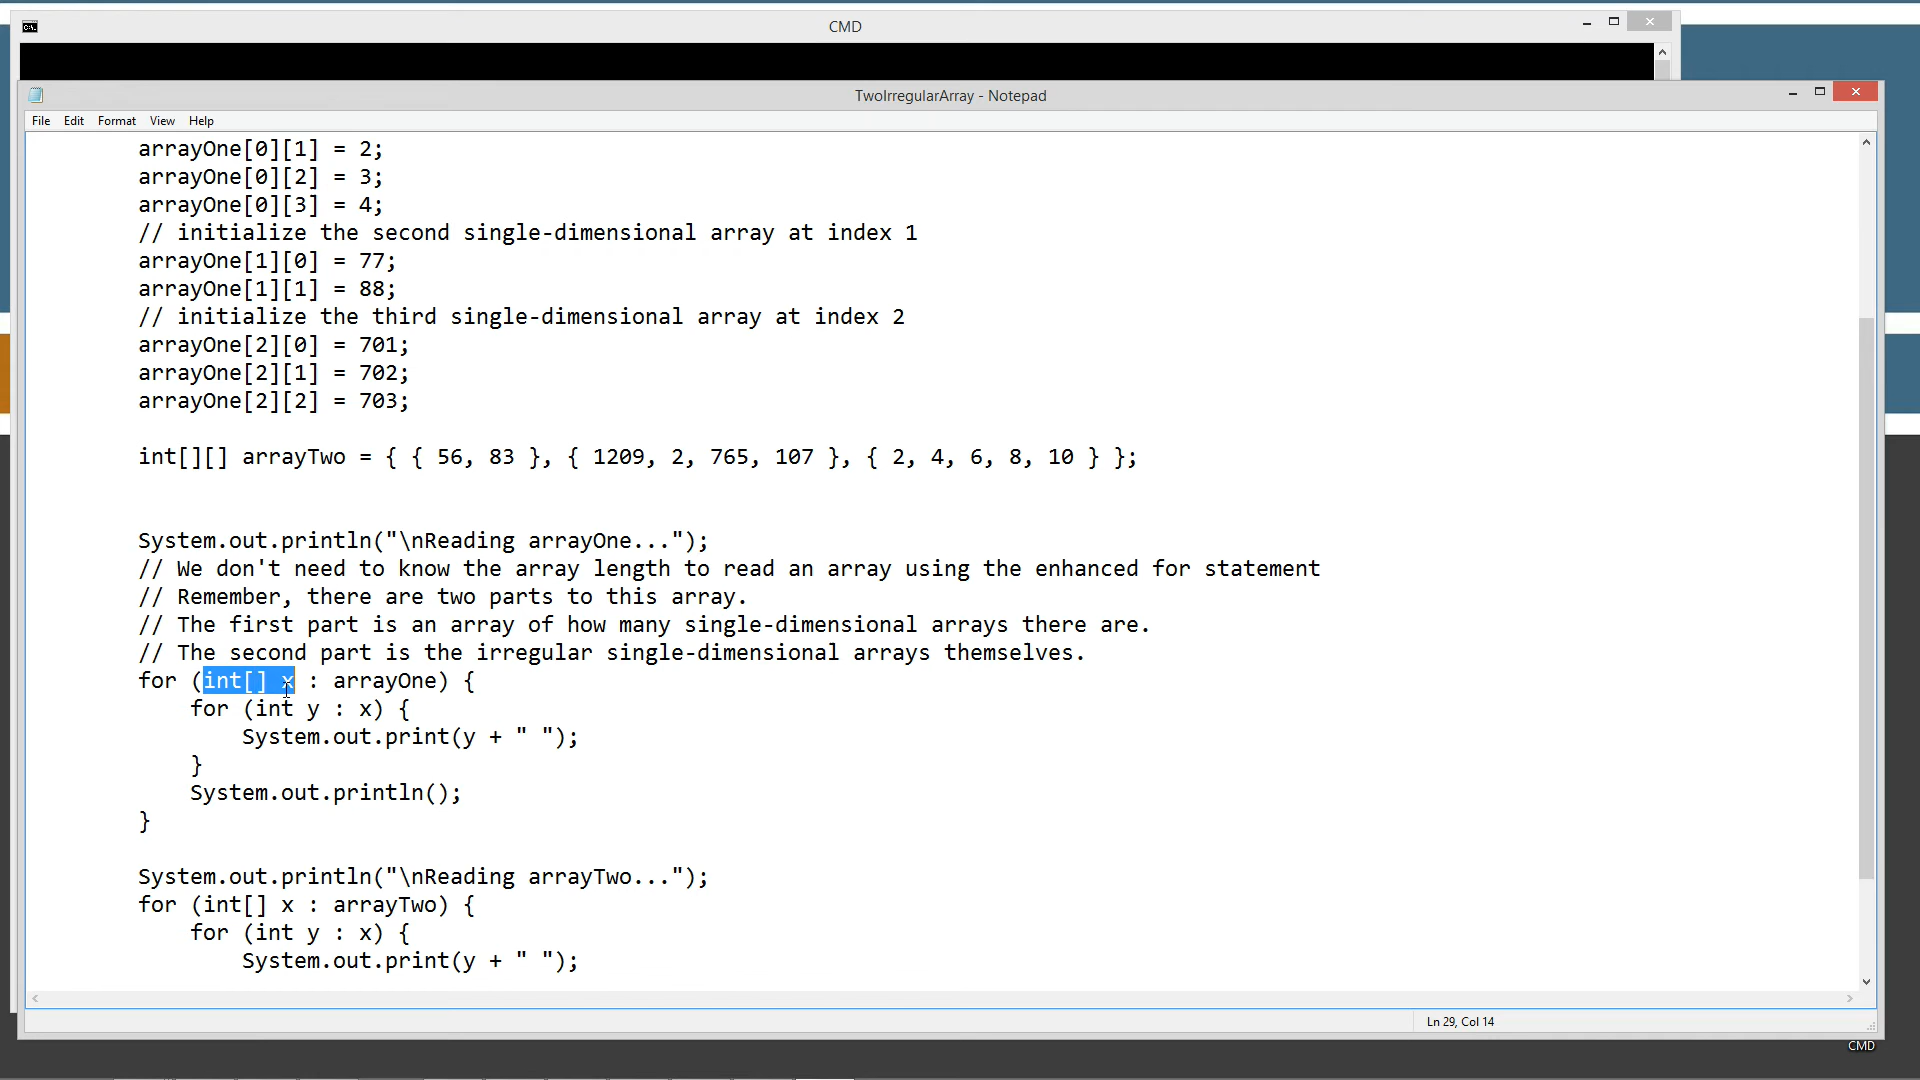 CMD
TwoIrregularArray - Notepad
File Edit Format View Help
arrayOne[0][1] = 2;
arrayOne[0][2] = 3;
arrayOne[0][3] = 4;
// initialize the second single-dimensional array at index 1
arrayOne[1][0] = 77;
arrayOne[1][1] = 88;
// initialize the third single-dimensional array at index 2
arrayOne[2][0] = 701;
arrayOne[2][1] = 702;
arrayOne[2][2] = 703;
int[][] arrayTwo = { { 56, 83 }, { 1209, 2, 765, 107 }, { 2, 4, 6, 8, 10 } };
System.out.println("\nReading arrayOne...");
// We don't need to know the array length to read an array using the enhanced for statement
// Remember, there are two parts to this array.
// The first part is an array of how many single-dimensional arrays there are.
// The second part is the irregular single-dimensional arrays themselves.
for (int[] x : arrayOne) {
for (int y : x) {
System.out.print(y + " ");
}
System.out.println();
}
System.out.println("\nReading arrayTwo...");
for (int[] x : arrayTwo) {
for (int y : x) {
System.out.print(y + " ");
Ln 29, Col 14
CMD